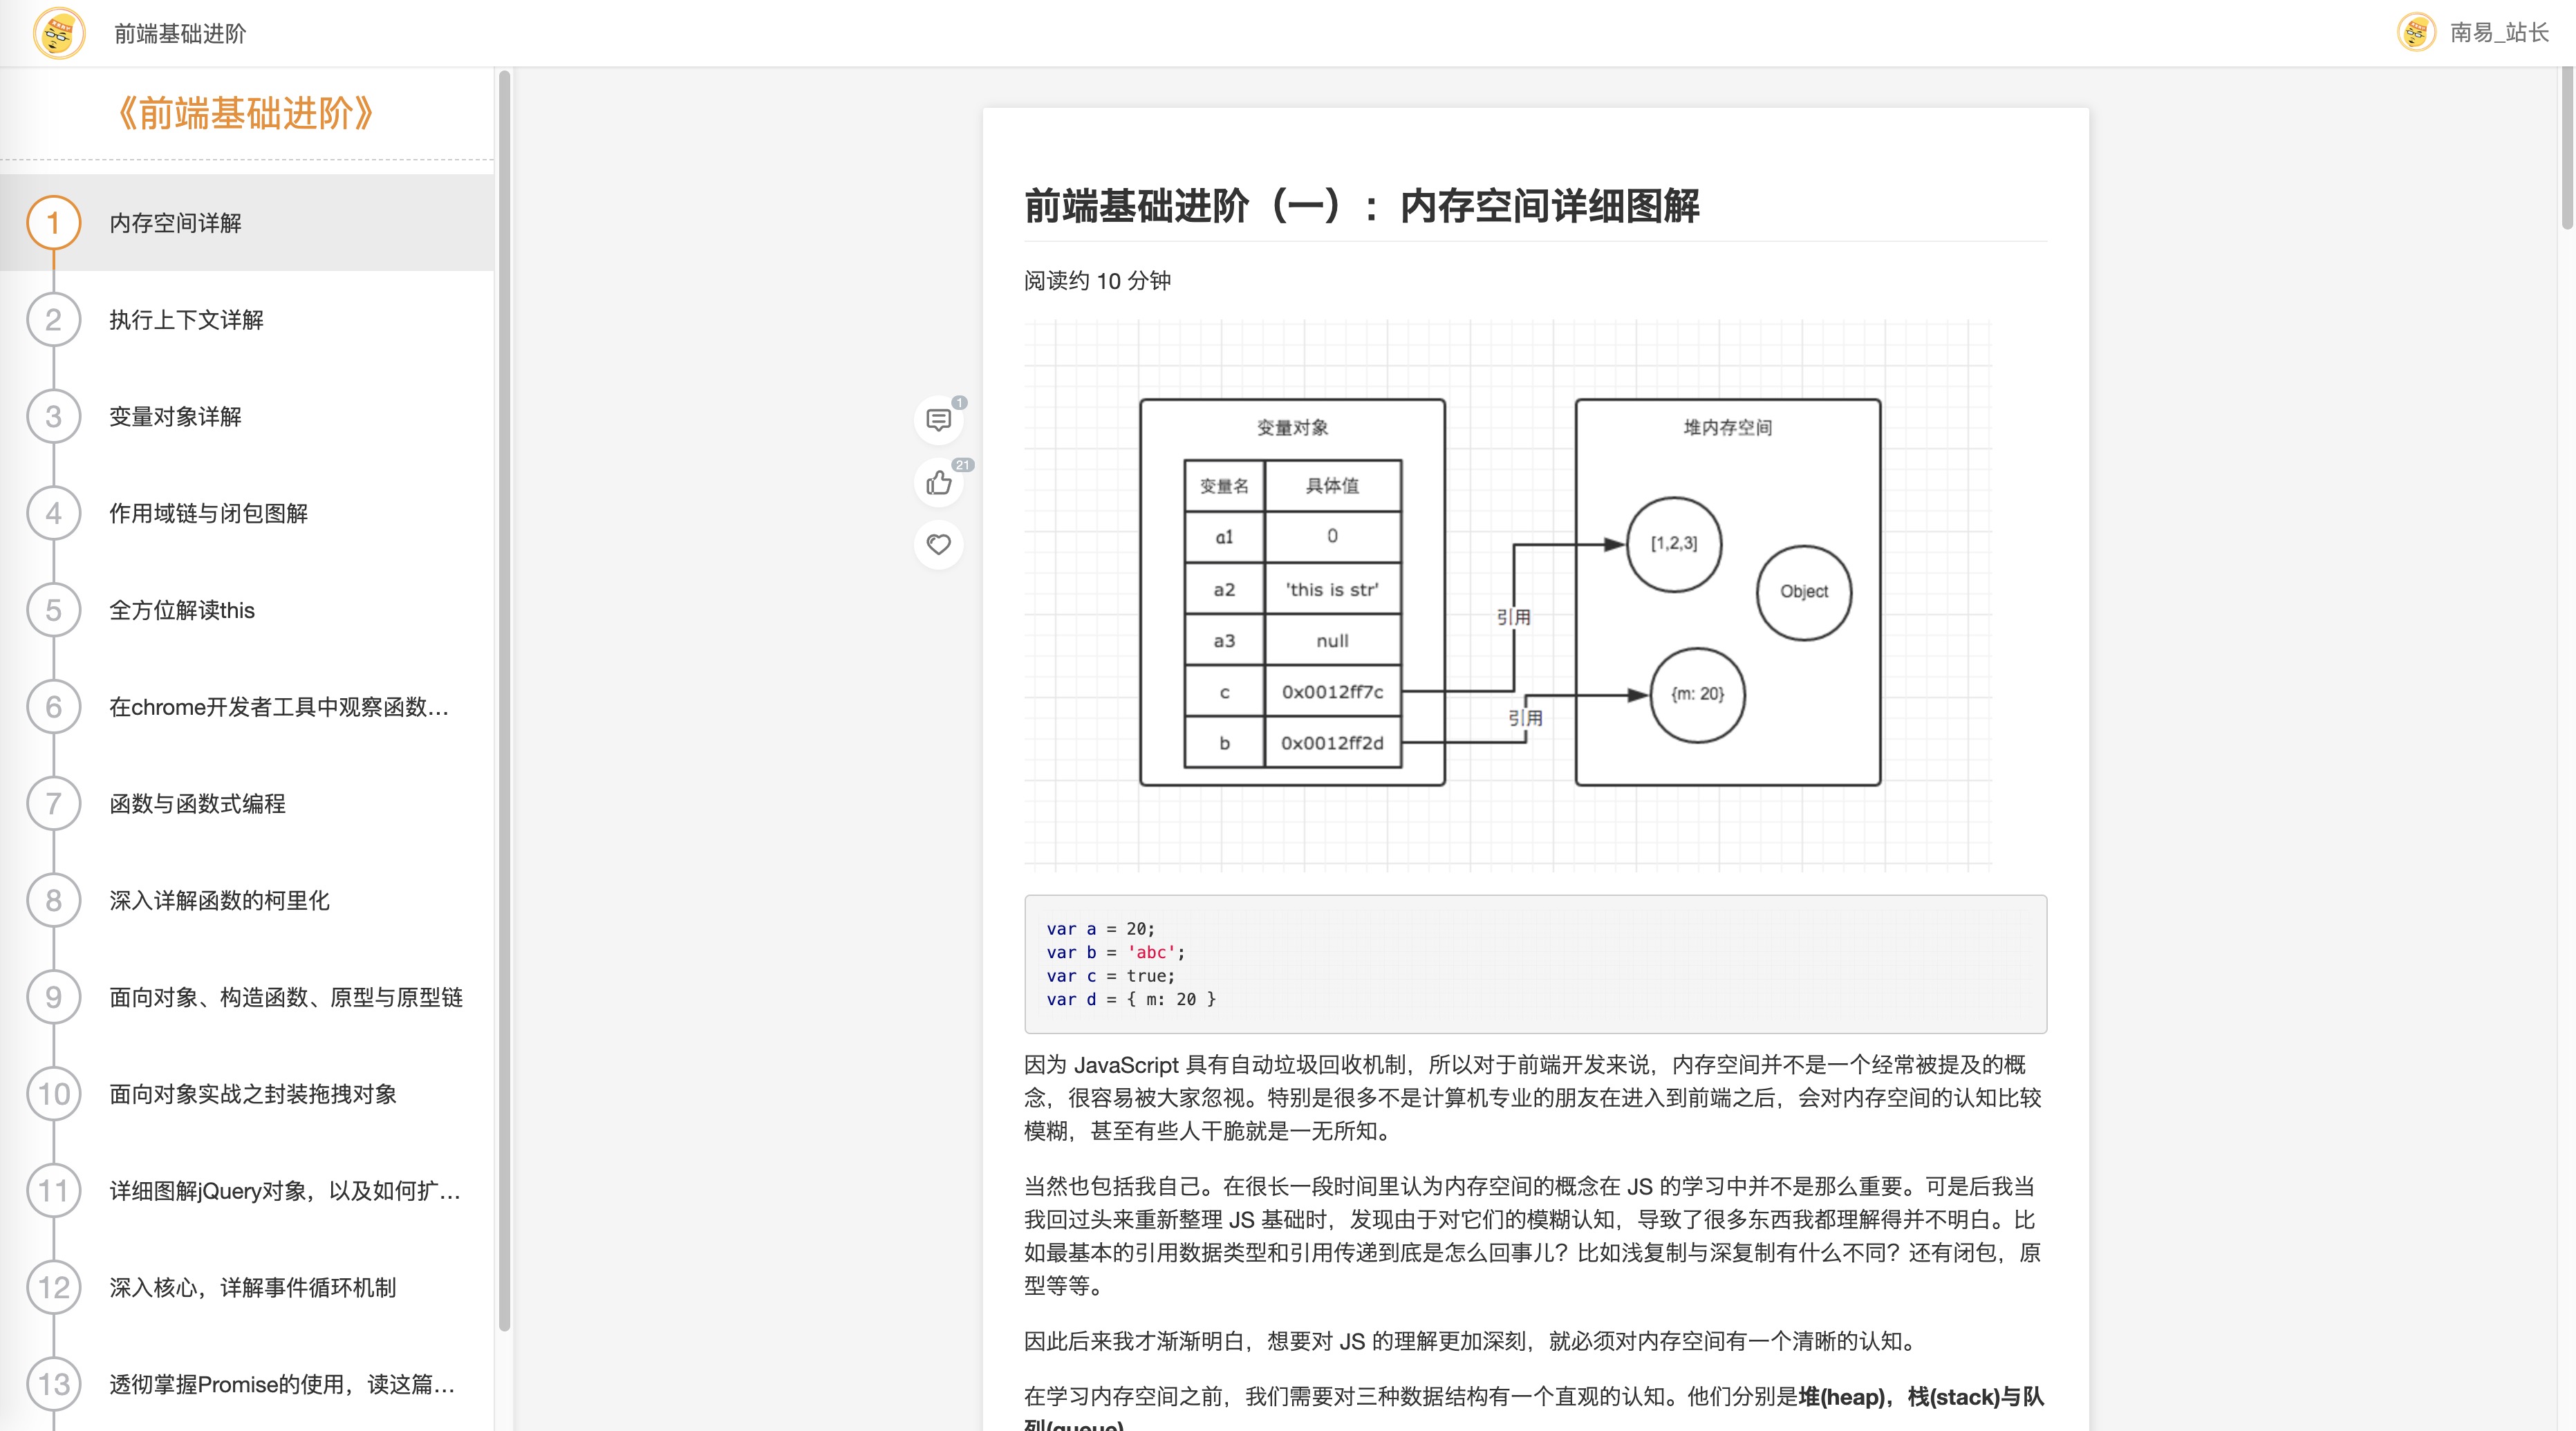 前端基础进阶
南易_站长
《前端基础进阶》
1 内存空间详解
2 执行上下文详解
3 变量对象详解
4 作用域链与闭包图解
5 全方位解读this
6 在chrome开发者工具中观察函数...
7 函数与函数式编程
8 深入详解函数的柯里化
9 面向对象、构造函数、原型与原型链
10 面向对象实战之封装拖拽对象
11 详细图解jQuery对象，以及如何扩...
12 深入核心，详解事件循环机制
13 透彻掌握Promise的使用，读这篇...
1
21
前端基础进阶（一）：内存空间详细图解
阅读约 10 分钟
变量对象
变量名 具体值
a1 0
a2 'this is str'
a3 null
c 0x0012ff7c
b 0x0012ff2d
引用
引用
堆内存空间
[1,2,3]
Object
{m: 20}
var a = 20;
var b = 'abc';
var c = true;
var d = { m: 20 }
因为 JavaScript 具有自动垃圾回收机制，所以对于前端开发来说，内存空间并不是一个经常被提及的概
念，很容易被大家忽视。特别是很多不是计算机专业的朋友在进入到前端之后，会对内存空间的认知比较
模糊，甚至有些人干脆就是一无所知。
当然也包括我自己。在很长一段时间里认为内存空间的概念在 JS 的学习中并不是那么重要。可是后我当
我回过头来重新整理 JS 基础时，发现由于对它们的模糊认知，导致了很多东西我都理解得并不明白。比
如最基本的引用数据类型和引用传递到底是怎么回事儿？比如浅复制与深复制有什么不同？还有闭包，原
型等等。
因此后来我才渐渐明白，想要对 JS 的理解更加深刻，就必须对内存空间有一个清晰的认知。
在学习内存空间之前，我们需要对三种数据结构有一个直观的认知。他们分别是堆(heap)，栈(stack)与队
列(queue)